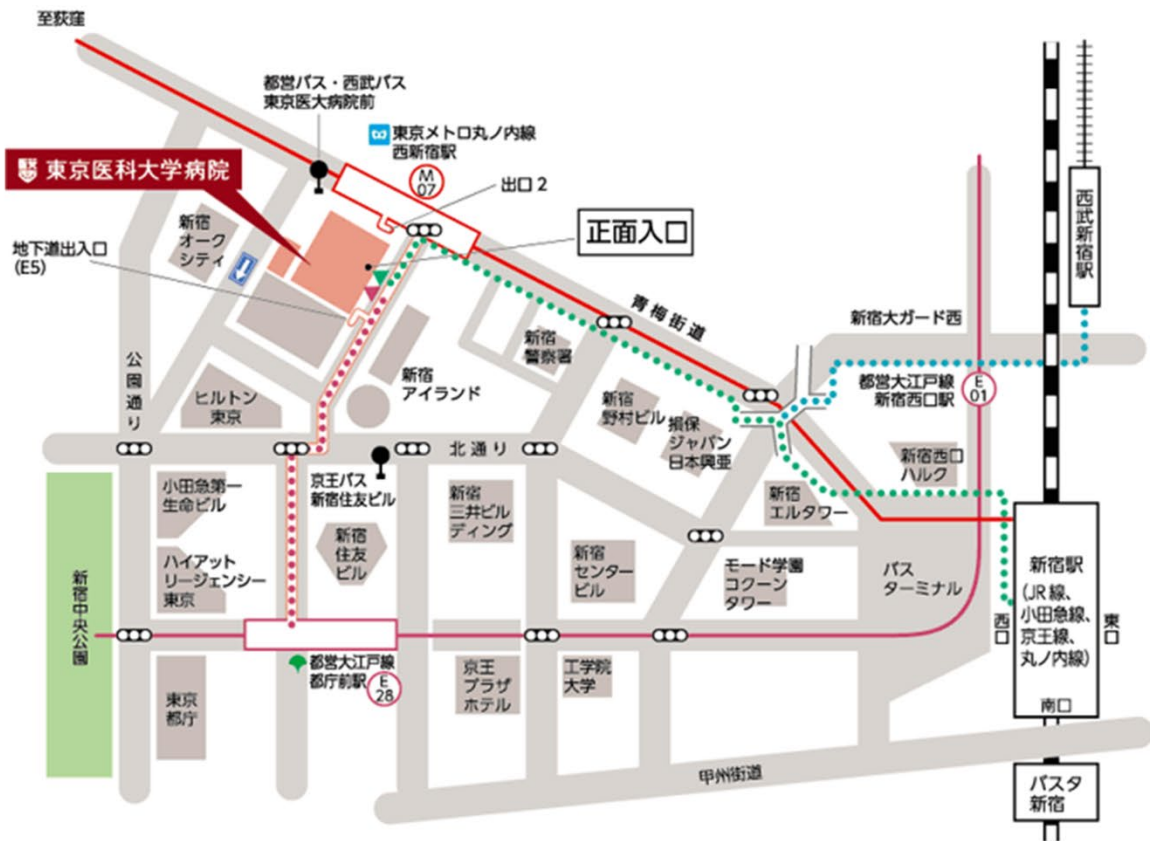 至荻窪
都営バス・西武バス
東京医大病院前
東京メトロ丸ノ内線
西新宿駅
M
07
出口 2
東京医科大学病院
正面入口
新宿
オーク
シティ
地下道出入口
(E5)
西武新宿駅
青梅街道
新宿大ガード西
新宿
警察署
新宿
アイランド
公園通り
ヒルトン
東京
都営大江戸線
新宿西口駅
E
01
新宿
野村ビル
損保
ジャパン
日本興亜
北通り
新宿西口
ハルク
小田急第一
生命ビル
京王バス
新宿住友ビル
新宿
三井ビル
ディング
新宿
エルタワー
新宿
住友
ビル
ハイアット
リージェンシー
東京
新宿
センター
ビル
モード学園
コクーン
タワー
バス
ターミナル
新宿駅
(JR線、
小田急線、
京王線、
丸ノ内線)
西口
東口
南口
新宿中央公園
都営大江戸線
都庁前駅
E
28
東京
都庁
京王
プラザ
ホテル
工学院
大学
甲州街道
バスタ
新宿